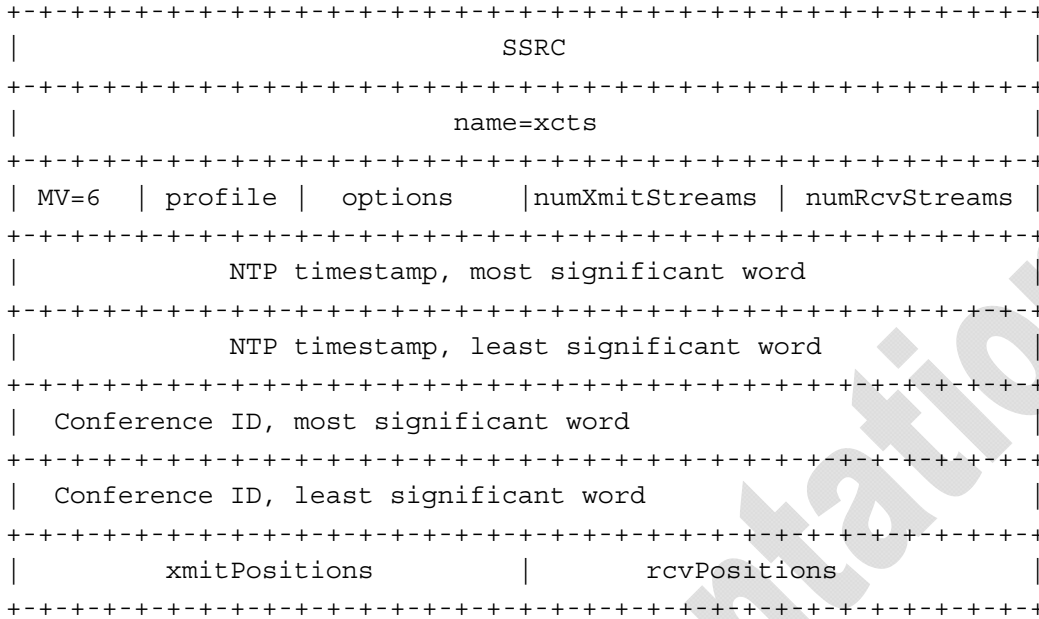 +-+-+-+-+-+-+-+-+-+-+-+-+-+-+-+-+-+-+-+-+-+-+-+-+-+-+-+-+-+-+-+-+-+
| SSRC |
+-+-+-+-+-+-+-+-+-+-+-+-+-+-+-+-+-+-+-+-+-+-+-+-+-+-+-+-+-+-+-+-+-+
| name=xcts |
+-+-+-+-+-+-+-+-+-+-+-+-+-+-+-+-+-+-+-+-+-+-+-+-+-+-+-+-+-+-+-+-+-+
| MV=6 | profile | options |numXmitStreams | numRcvStreams |
+-+-+-+-+-+-+-+-+-+-+-+-+-+-+-+-+-+-+-+-+-+-+-+-+-+-+-+-+-+-+-+-+-+
| NTP timestamp, most significant word |
+-+-+-+-+-+-+-+-+-+-+-+-+-+-+-+-+-+-+-+-+-+-+-+-+-+-+-+-+-+-+-+-+-+
| NTP timestamp, least significant word |
+-+-+-+-+-+-+-+-+-+-+-+-+-+-+-+-+-+-+-+-+-+-+-+-+-+-+-+-+-+-+-+-+-+
| Conference ID, most significant word |
+-+-+-+-+-+-+-+-+-+-+-+-+-+-+-+-+-+-+-+-+-+-+-+-+-+-+-+-+-+-+-+-+-+
| Conference ID, least significant word |
+-+-+-+-+-+-+-+-+-+-+-+-+-+-+-+-+-+-+-+-+-+-+-+-+-+-+-+-+-+-+-+-+-+
| xmitPositions | rcvPositions |
+-+-+-+-+-+-+-+-+-+-+-+-+-+-+-+-+-+-+-+-+-+-+-+-+-+-+-+-+-+-+-+-+-+